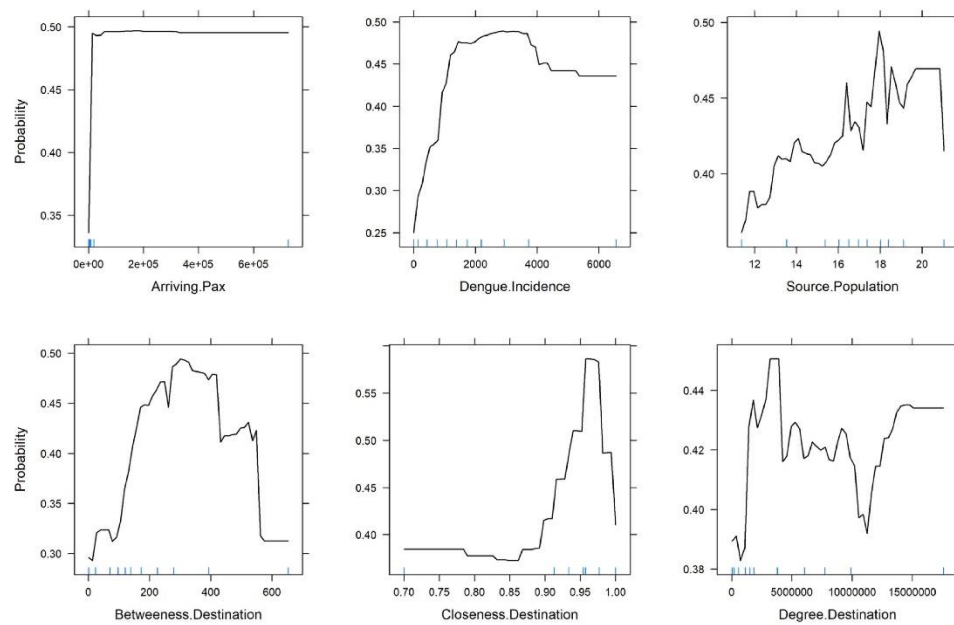 Probability
0.50
0.45
0.40
0.35
0e+00 2e+05 4e+05 6e+05
Arriving.Pax
0.50
0.45
0.40
0.35
0.30
0.25
0 2000 4000 6000
Dengue.Incidence
0.50
0.45
0.40
12 14 16 18 20
Source.Population
Probability
0.50
0.45
0.40
0.35
0.30
0 200 400 600
Betweeness.Destination
0.55
0.50
0.45
0.40
0.70 0.75 0.80 0.85 0.90 0.95 1.00
Closeness.Destination
0.44
0.42
0.40
0.38
0 5000000 10000000 15000000
Degree.Destination